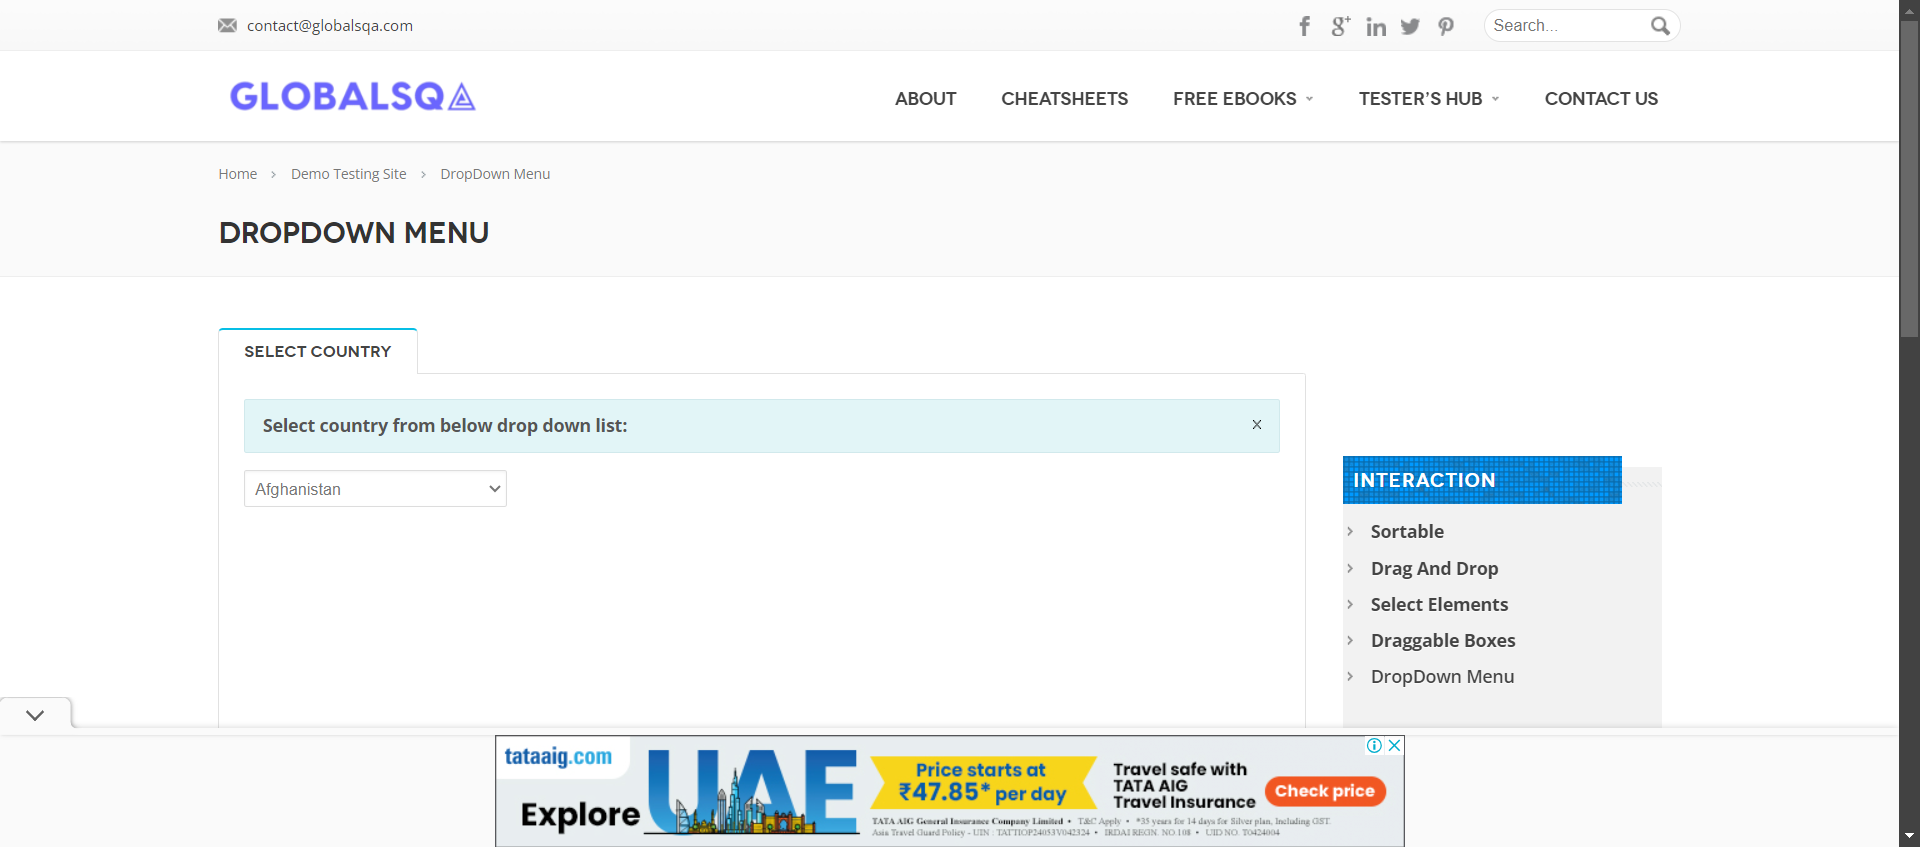 contact@globalsqa.com
Search...
GLOBALSQA
ABOUT
CHEATSHEETS
FREE EBOOKS
TESTER’S HUB
CONTACT US
Home > Demo Testing Site > DropDown Menu
DROPDOWN MENU
SELECT COUNTRY
Select country from below drop down list:
x
Afghanistan
INTERACTION
Sortable
Drag And Drop
Select Elements
Draggable Boxes
DropDown Menu
tataaig.com
Explore
UAE
Price starts at
₹47.85* per day
Travel safe with
TATA AIG
Travel Insurance
Check price
TATA AIG General Insurance Company Limited • T&C Apply • *35 years for 14 days for Silver plan, Including GST.
Asia Travel Guard Policy - UIN : TATTIOP24053V042324 • IRDAI REGN. NO.108 • UID NO. TO424004